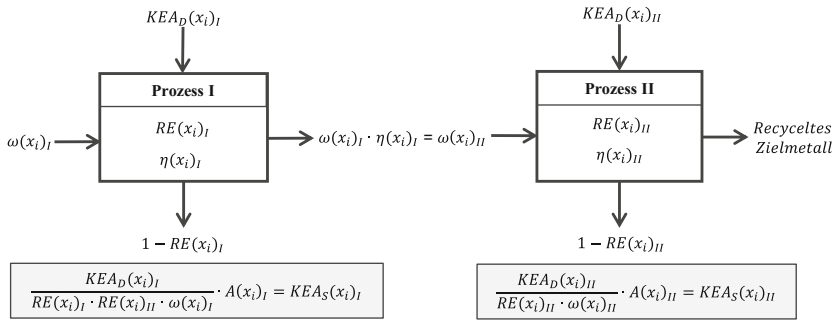 KEA_D(x_i)_I
KEA_D(x_i)_II
Prozess I
Prozess II
RE(x_i)_I
RE(x_i)_II
ω(x_i)_I
ω(x_i)_I · η(x_i)_I = ω(x_i)_II
Recyceltes
Zielmetall
η(x_i)_I
η(x_i)_II
1 − RE(x_i)_I
1 − RE(x_i)_II
KEA_D(x_i)_I / RE(x_i)_I · RE(x_i)_II · ω(x_i)_I · A(x_i)_I = KEA_S(x_i)_I
KEA_D(x_i)_II / RE(x_i)_II · ω(x_i)_II · A(x_i)_II = KEA_S(x_i)_II